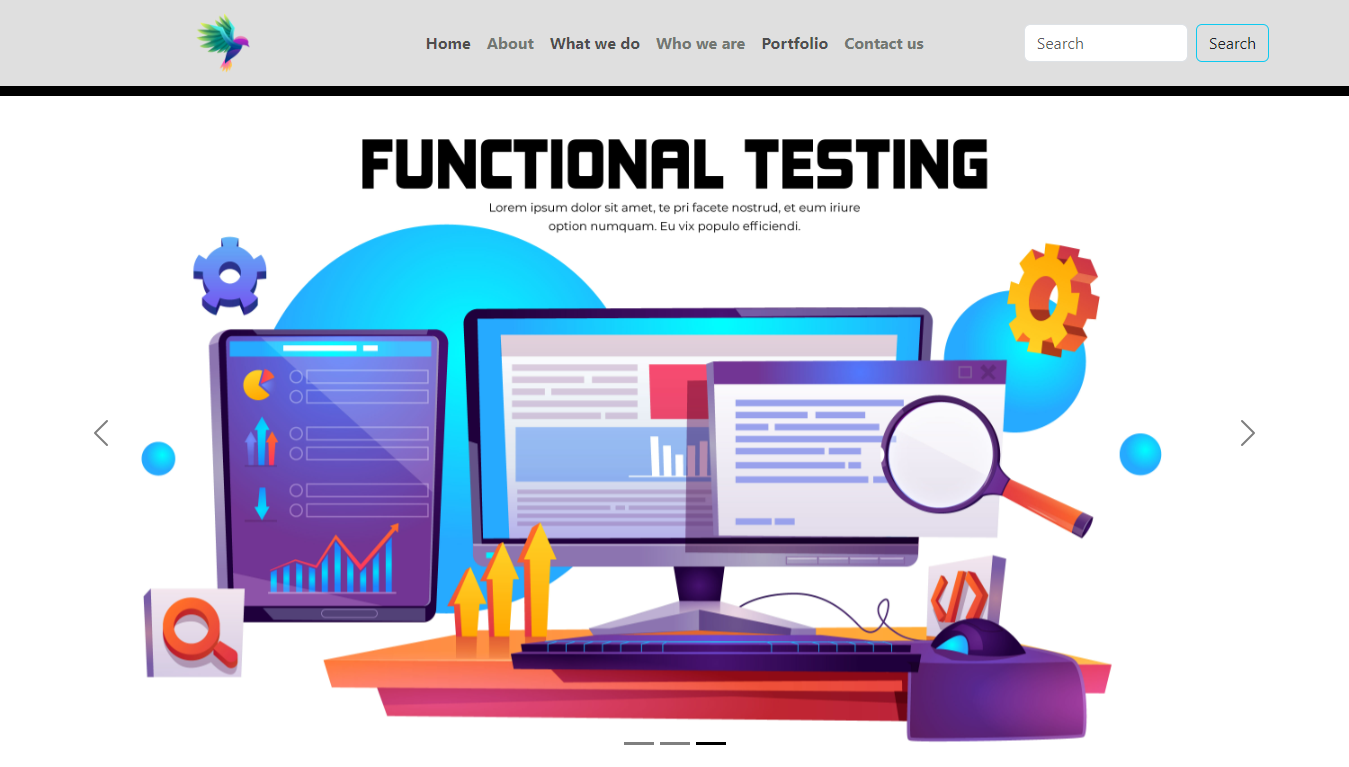 Home About What we do Who we are Portfolio Contact us Search Search
FUNCTIONAL TESTING
Lorem ipsum dolor sit amet, te pri facete nostrud, et eum iriure
option numquam. Eu vix populo efficiendi.